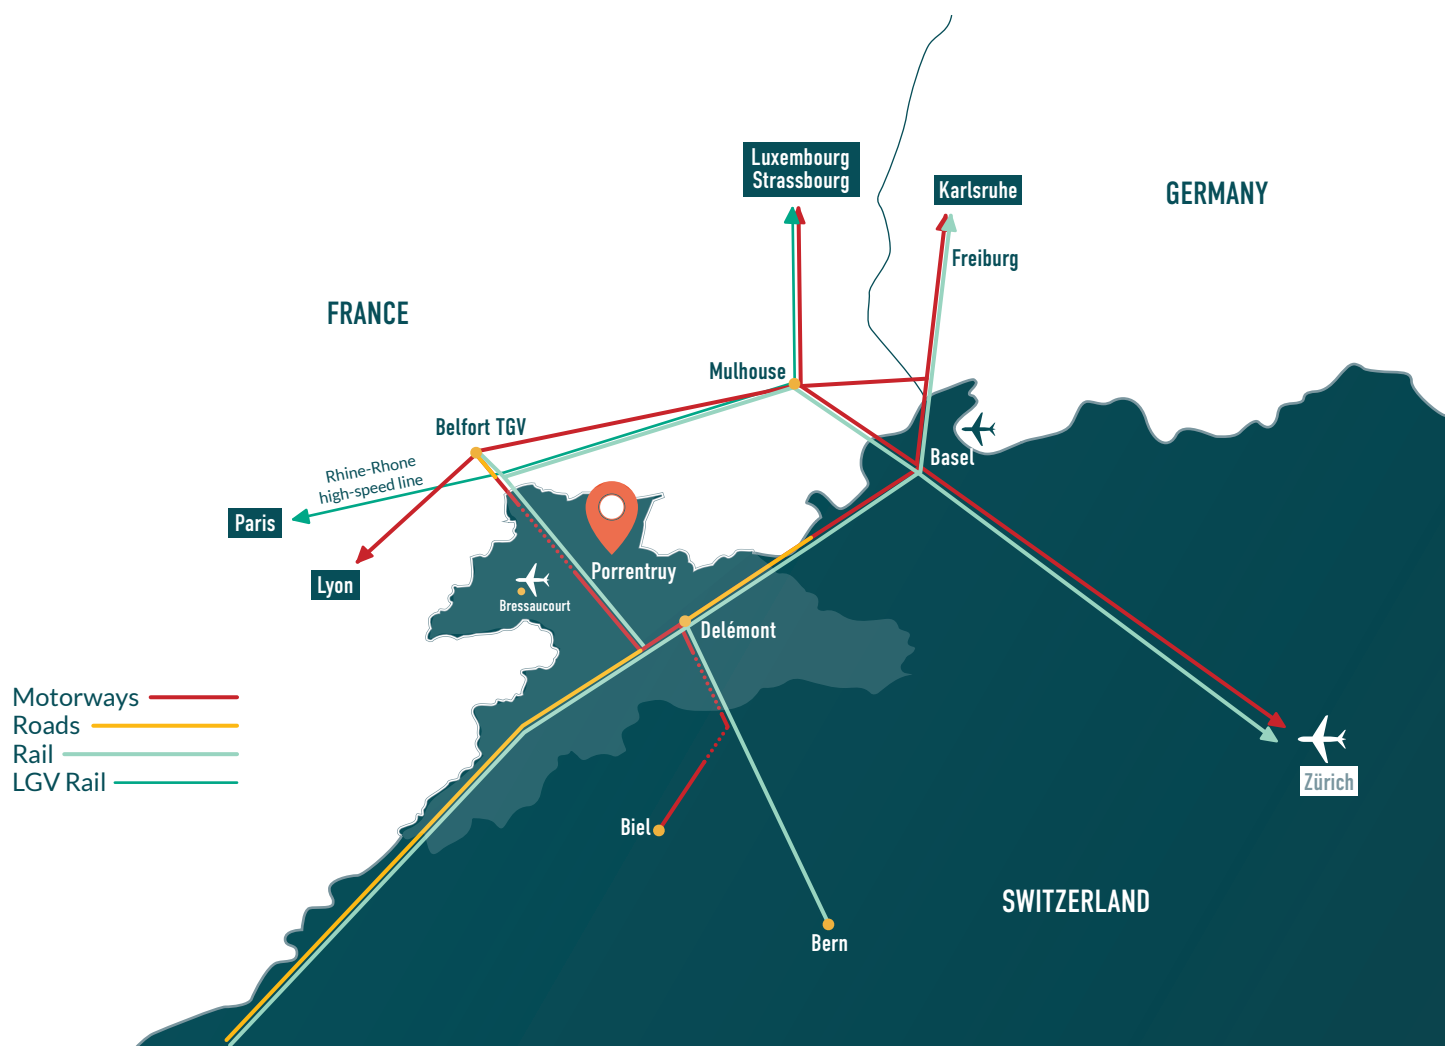 Luxembourg
Strassbourg
Karlsruhe
GERMANY
Freiburg
FRANCE
Mulhouse
Belfort TGV
Basel
Rhine-Rhone
high-speed line
Paris
Lyon
Porrentruy
Bressaucourt
Delémont
Motorways
Roads
Rail
LGV Rail
Zürich
Biel
SWITZERLAND
Bern